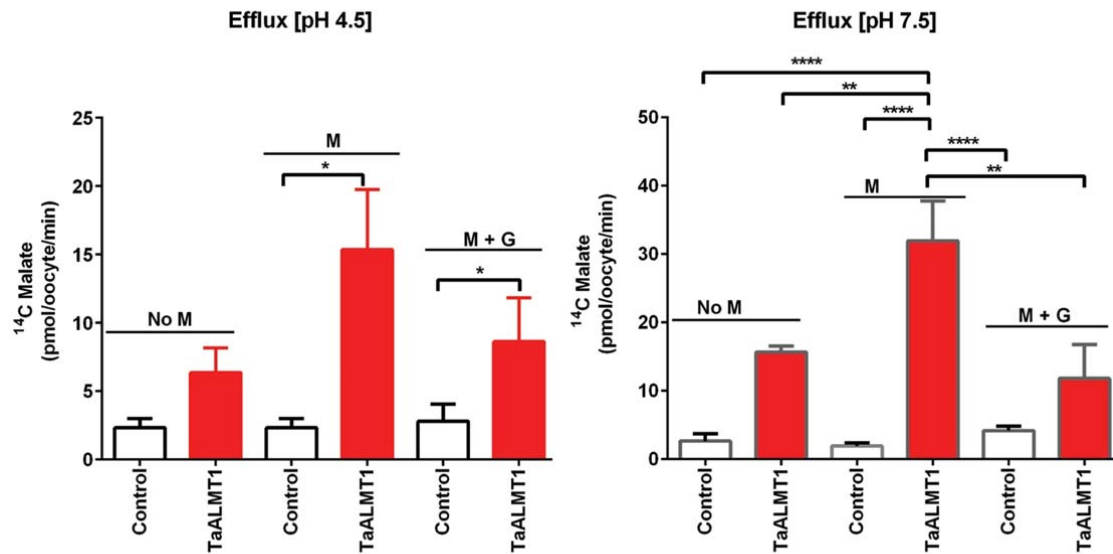 Efflux [pH 4.5]
14C Malate
(pmol/oocyte/min)
25
20
15
10
5
0
No M
M
*
M + G
*
Control
TaALMT1
Control
TaALMT1
Control
TaALMT1
Efflux [pH 7.5]
14C Malate
(pmol/oocyte/min)
50
40
30
20
10
0
****
**
****
****
**
No M
M
M + G
Control
TaALMT1
Control
TaALMT1
Control
TaALMT1